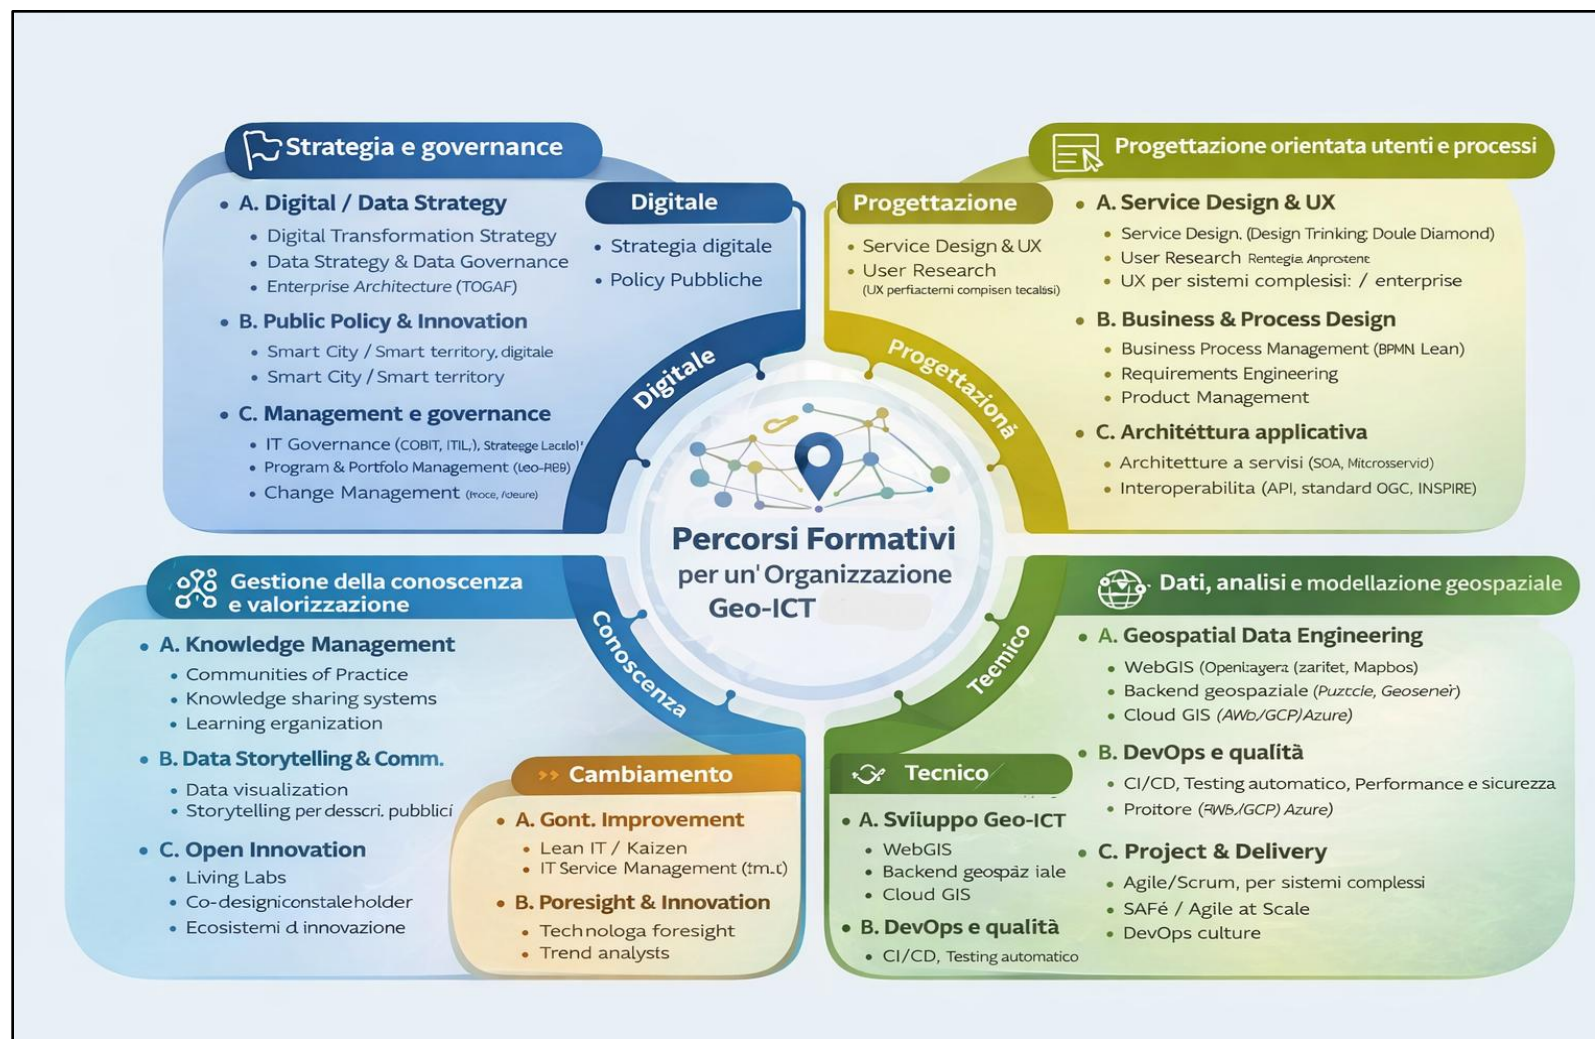 Strategia e governance
A. Digital / Data Strategy
Digital Transformation Strategy
Data Strategy & Data Governance
Enterprise Architecture (TOGAF)
B. Public Policy & Innovation
Smart City / Smart territory, digitale
Smart City / Smart territory
C. Management e governance
IT Governance (COBIT, ITIL,), Strategge
Program & Portfolo Management
Change Management
Digitale
Strategia digitale
Policy Pubbliche
Digitale
Progettazione
Service Design & UX
User Research
(UX perfiactemi compisen tecalisi)
Progettazioná
Progettazione orientata utenti e processi
A. Service Design & UX
Service Design. (Design Trinking: Doule Diamond)
User Research
UX per sistemi complesisi: / enterprise
B. Business & Process Design
Business Process Management (BPMN, Lean)
Requirements Engineering
Product Management
C. Architéttura applicativa
Architetture a servisi (SOA, Mitcrosservid)
Interoperabilita (API, standard OGC, INSPIRE)
Percorsi Formativi
per un' Organizzazione
Geo-ICT
Gestione della conoscenza
e valorizzazione
A. Knowledge Management
Communities of Practice
Knowledge sharing systems
Learning erganization
B. Data Storytelling & Comm.
Data visualization
Storytelling per desscri. pubblici
C. Open Innovation
Living Labs
Co-designiconstaleholder
Ecosistemi d innovazione
Conoscenza
Cambiamento
A. Gont. Improvement
Lean IT / Kaizen
IT Service Management
B. Poresight & Innovation
Technologa foresight
Trend analysts
Teemico
Tecnico
A. Sviluppo Geo-ICT
WebGIS
Backend geospaz iale
Cloud GIS
B. DevOps e qualità
CI/CD, Testing automatico
Dati, analisi e modellazione geospaziale
A. Geospatial Data Engineering
WebGIS (Mapbos)
Backend geospaziale
Cloud GIS (AWb./GCP) Azure)
B. DevOps e qualità
CI/CD, Testing automatico, Performance e sicurezza
Proitore (GCP) Azure)
C. Project & Delivery
Agile/Scrum, per sistemi complessi
SAFé / Agile at Scale
DevOps culture